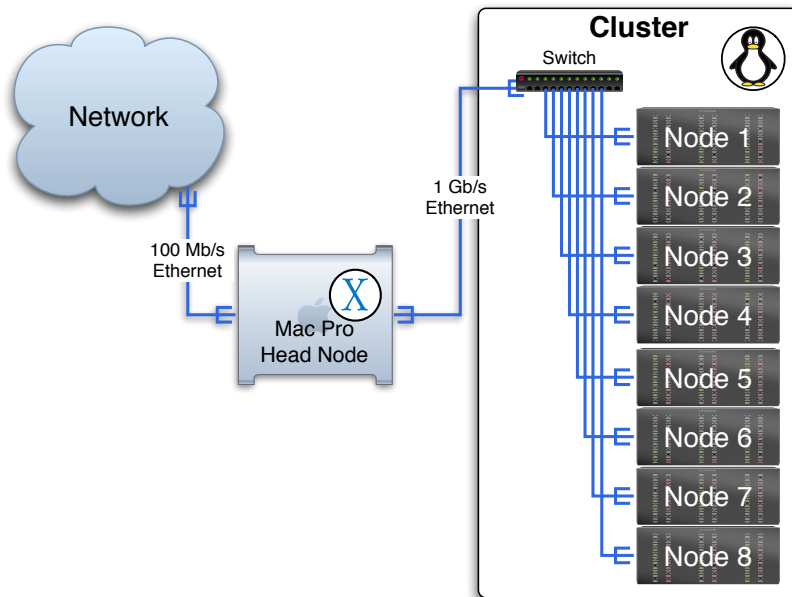 Cluster
Switch
Network
1 Gb/s
Ethernet
100 Mb/s
Ethernet
X
Mac Pro
Head Node
Node 1
Node 2
Node 3
Node 4
Node 5
Node 6
Node 7
Node 8